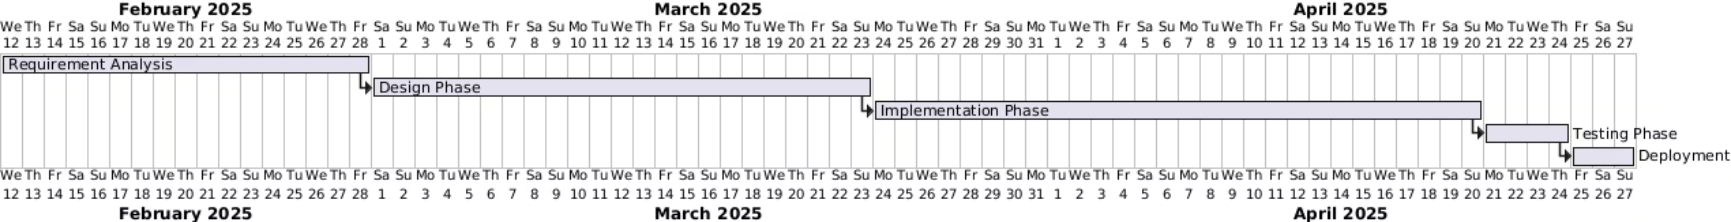 February 2025 March 2025 April 2025
We Th Fr Sa Su Mo Tu We Th Fr Sa Su Mo Tu We Th Fr Sa Su Mo Tu We Th Fr Sa Su Mo Tu We Th Fr Sa Su Mo Tu We Th Fr Sa Su Mo Tu We Th Fr Sa Su Mo Tu We Th Fr Sa Su Mo Tu We Th Fr Sa Su Mo Tu We Th Fr Sa Su Mo Tu We Th Fr Sa Su
12 13 14 15 16 17 18 19 20 21 22 23 24 25 26 27 28 1 2 3 4 5 6 7 8 9 10 11 12 13 14 15 16 17 18 19 20 21 22 23 24 25 26 27 28 29 30 31 1 2 3 4 5 6 7 8 9 10 11 12 13 14 15 16 17 18 19 20 21 22 23 24 25 26 27
Requirement Analysis
Design Phase
Implementation Phase
Testing Phase
Deployment
We Th Fr Sa Su Mo Tu We Th Fr Sa Su Mo Tu We Th Fr Sa Su Mo Tu We Th Fr Sa Su Mo Tu We Th Fr Sa Su Mo Tu We Th Fr Sa Su Mo Tu We Th Fr Sa Su Mo Tu We Th Fr Sa Su Mo Tu We Th Fr Sa Su Mo Tu We Th Fr Sa Su Mo Tu We Th Fr Sa Su
12 13 14 15 16 17 18 19 20 21 22 23 24 25 26 27 28 1 2 3 4 5 6 7 8 9 10 11 12 13 14 15 16 17 18 19 20 21 22 23 24 25 26 27 28 29 30 31 1 2 3 4 5 6 7 8 9 10 11 12 13 14 15 16 17 18 19 20 21 22 23 24 25 26 27
February 2025 March 2025 April 2025